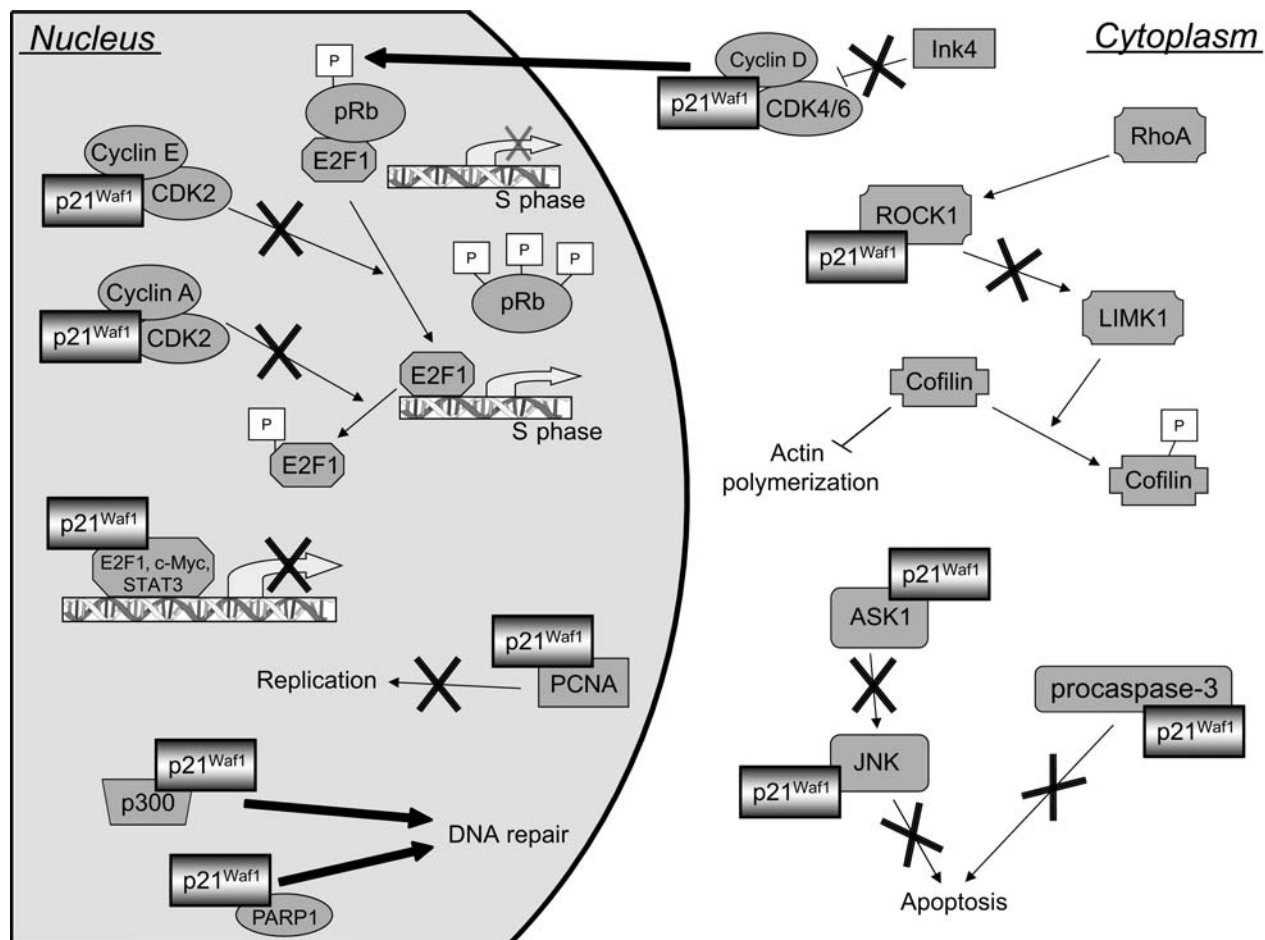 Nucleus
Cytoplasm
P
pRb
E2F1
S phase
Cyclin D
p21Waf1
CDK4/6
Ink4
Cyclin E
p21Waf1
CDK2
Cyclin A
p21Waf1
CDK2
P
P
P
pRb
E2F1
S phase
P
E2F1
p21Waf1
E2F1, c-Myc,
STAT3
p21Waf1
PCNA
Replication
p21Waf1
p300
DNA repair
p21Waf1
PARP1
RhoA
ROCK1
p21Waf1
LIMK1
Cofilin
Actin
polymerization
P
Cofilin
p21Waf1
ASK1
JNK
p21Waf1
procaspase-3
p21Waf1
Apoptosis